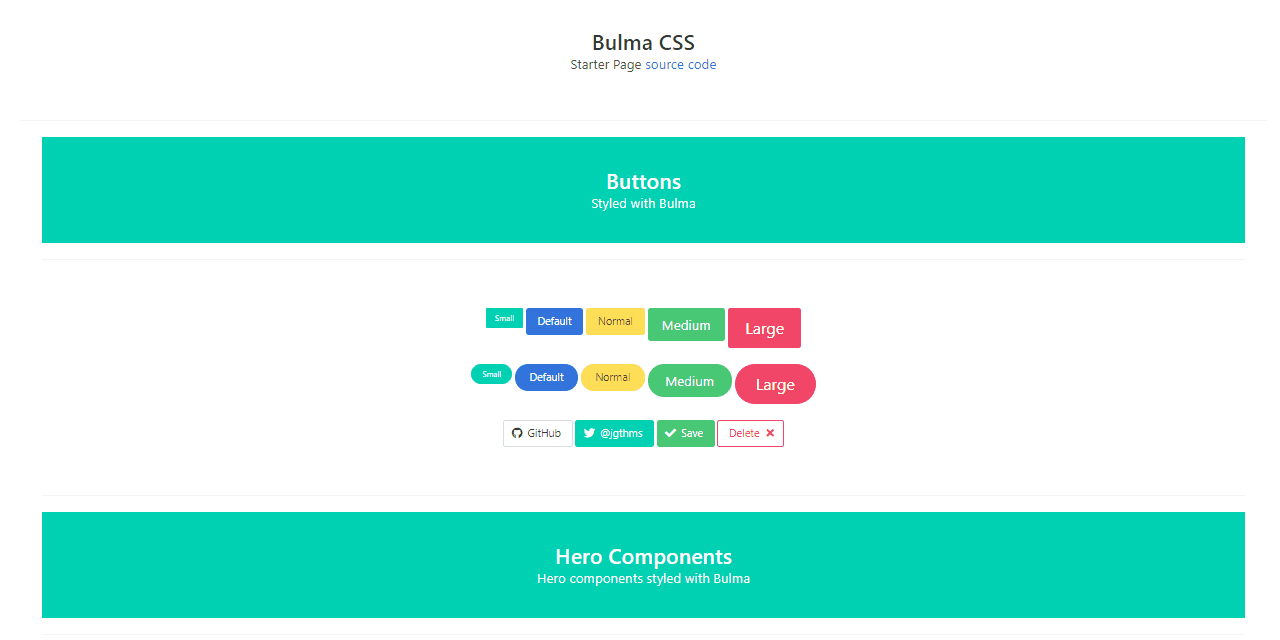 Bulma CSS
Starter Page source code
Buttons
Styled with Bulma
Small Default Normal Medium Large
Small Default Normal Medium Large
GitHub @jgthms Save Delete
Hero Components
Hero components styled with Bulma